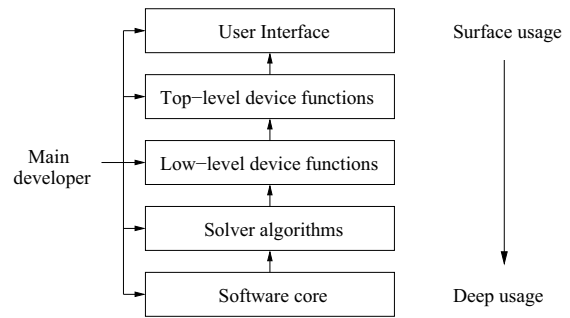 User Interface
Surface usage
Top−level device functions
Main
developer
Low−level device functions
Solver algorithms
Software core
Deep usage